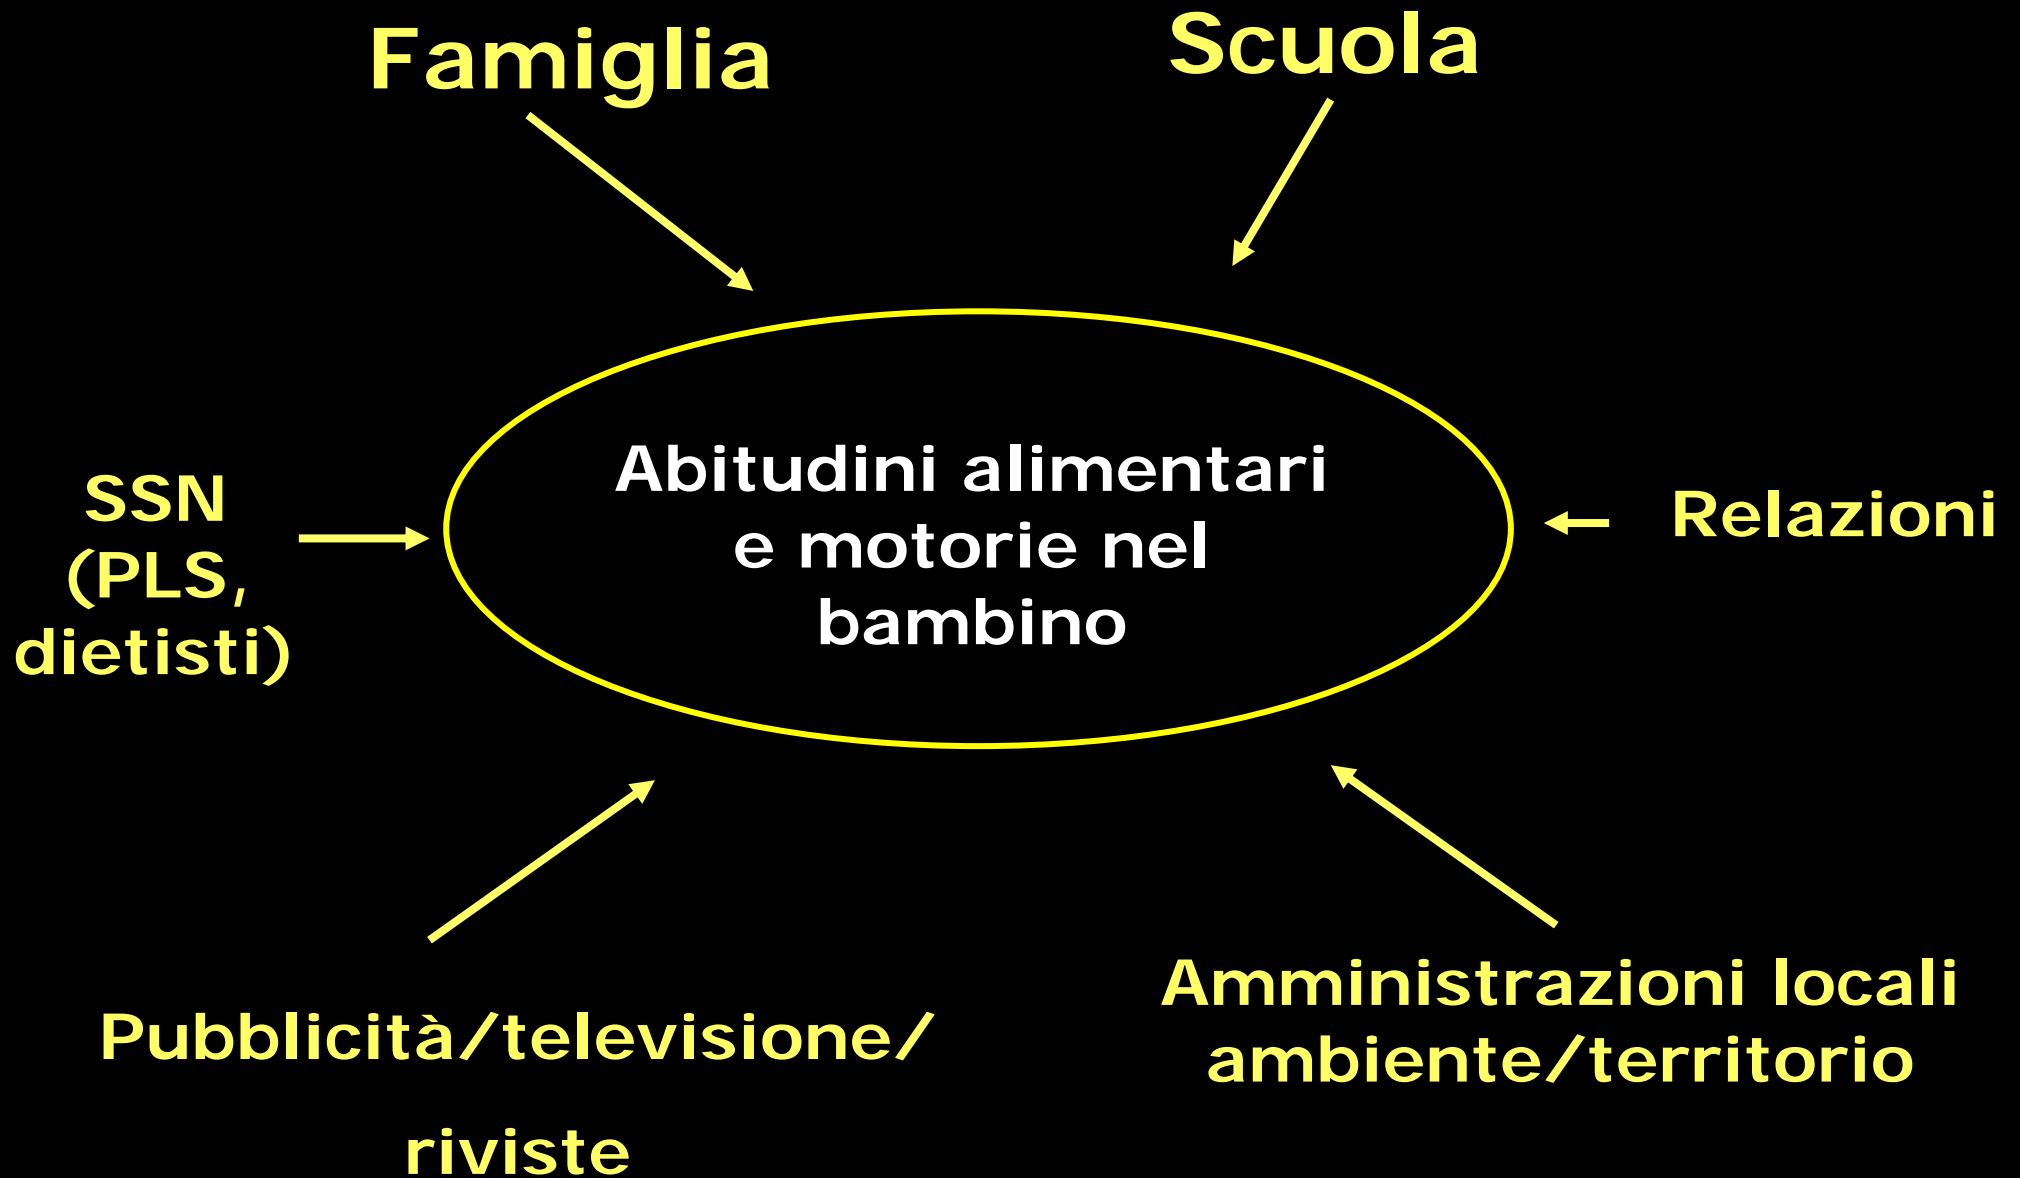 Famiglia
Scuola
Abitudini alimentari
e motorie nel
bambino
SSN
(PLS,
dietisti)
Relazioni
Pubblicità/televisione/
riviste
Amministrazioni locali
ambiente/territorio